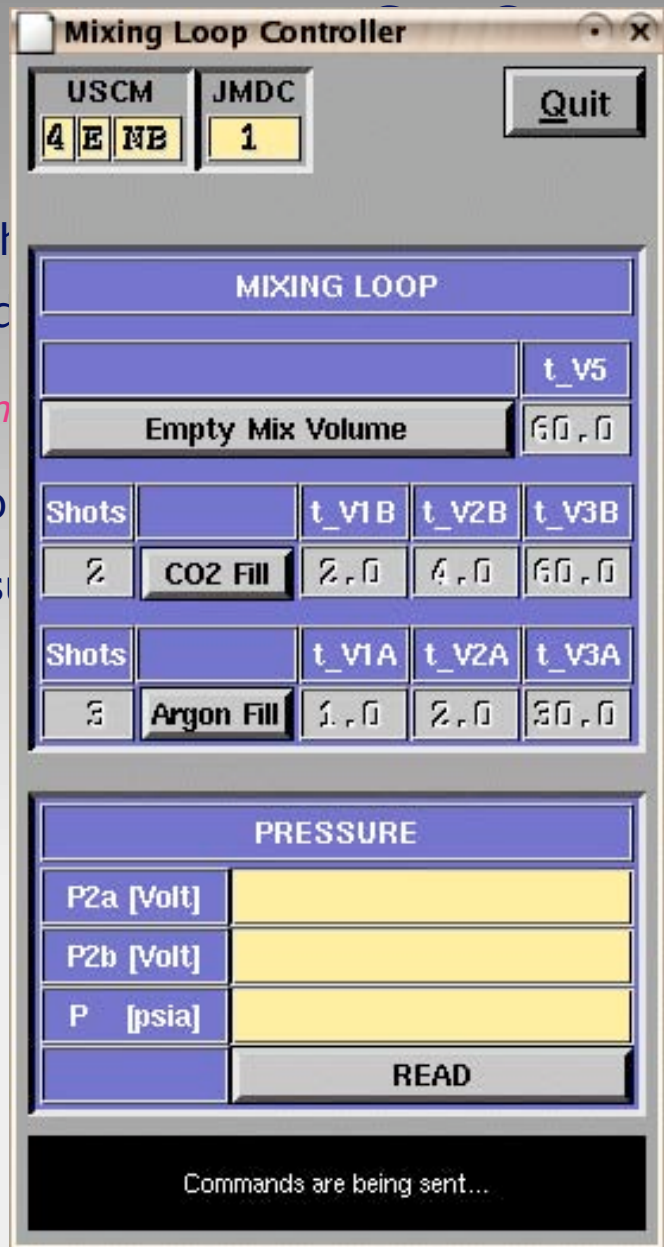 Mixing Loop Controller
USCM JMDC
4 E NB 1
Quit
MIXING LOOP
t_V5
Empty Mix Volume 60.0
Shots t_V1B t_V2B t_V3B
2 CO2 Fill 2.0 4.0 60.0
Shots t_V1A t_V2A t_V3A
3 Argon Fill 1.0 2.0 30.0
PRESSURE
P2a [Volt]
P2b [Volt]
P [psia]
READ
Commands are being sent...